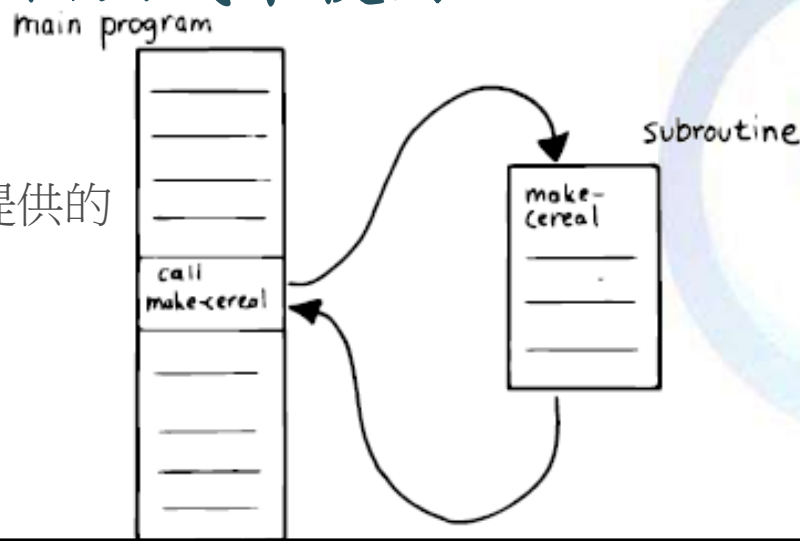 main program
subroutine
提供的
make-
cereal
call
make-cereal